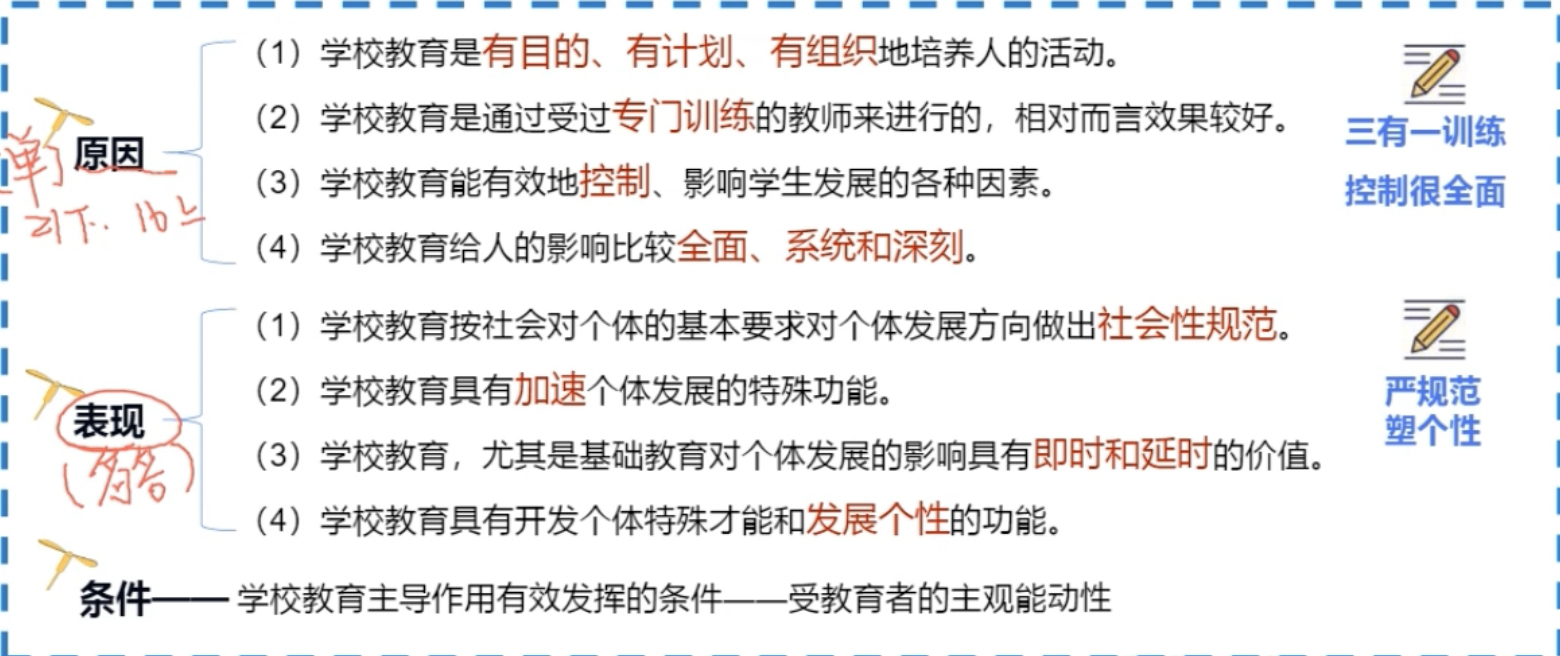 原因
（1）学校教育是有目的、有计划、有组织地培养人的活动。
（2）学校教育是通过受过专门训练的教师来进行的，相对而言效果较好。
（3）学校教育能有效地控制、影响学生发展的各种因素。
（4）学校教育给人的影响比较全面、系统和深刻。
三有一训练
控制很全面
单
21下. 16上
表现
（1）学校教育按社会对个体的基本要求对个体发展方向做出社会性规范。
（2）学校教育具有加速个体发展的特殊功能。
（3）学校教育，尤其是基础教育对个体发展的影响具有即时和延时的价值。
（4）学校教育具有开发个体特殊才能和发展个性的功能。
严规范
塑个性
条件——学校教育主导作用有效发挥的条件——受教育者的主观能动性